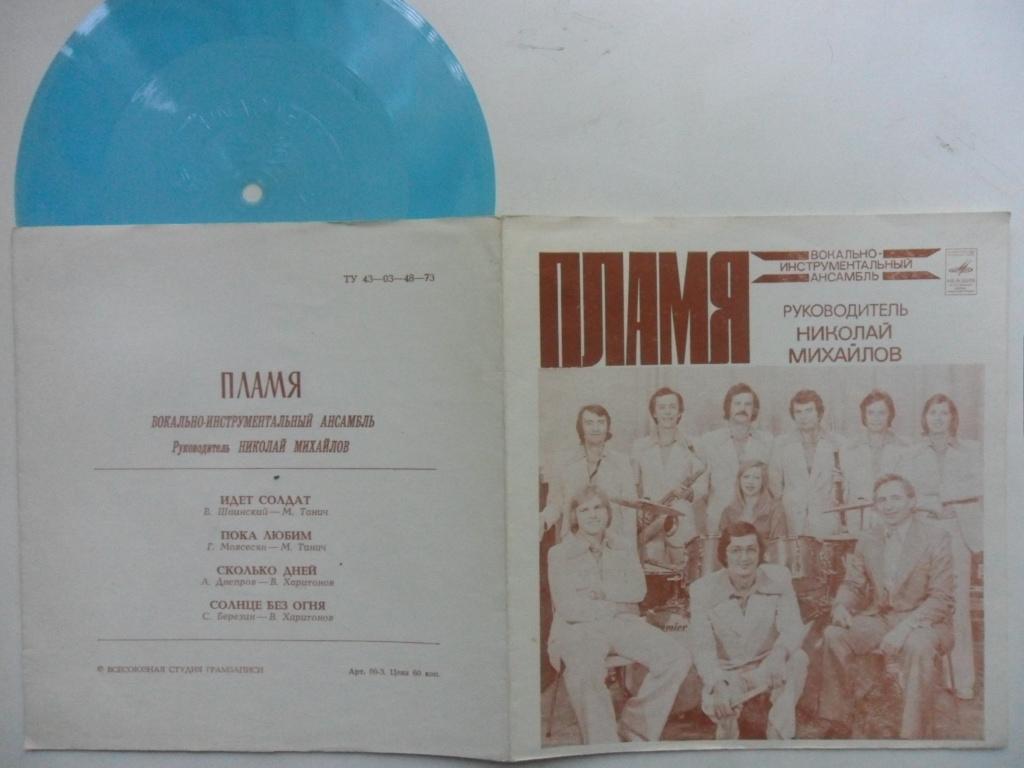 ТУ 43—03—48—73
ПЛАМЯ
ВОКАЛЬНО-ИНСТРУМЕНТАЛЬНЫЙ АНСАМБЛЬ
Руководитель НИКОЛАЙ МИХАЙЛОВ
ИДЕТ СОЛДАТ
В. Шаинский — М. Танич
ПОКА ЛЮБИМ
Г. Мовсесян — М. Танич
СКОЛЬКО ДНЕЙ
А. Днепров — В. Харитонов
СОЛНЦЕ БЕЗ ОГНЯ
С. Березин — В. Харитонов
© ВСЕСОЮЗНАЯ СТУДИЯ ГРАМЗАПИСИ
Арт. 00-3. Цена 60 коп.
ПЛАМЯ
ВОКАЛЬНО-
ИНСТРУМЕНТАЛЬНЫЙ
АНСАМБЛЬ
РУКОВОДИТЕЛЬ
НИКОЛАЙ
МИХАЙЛОВ